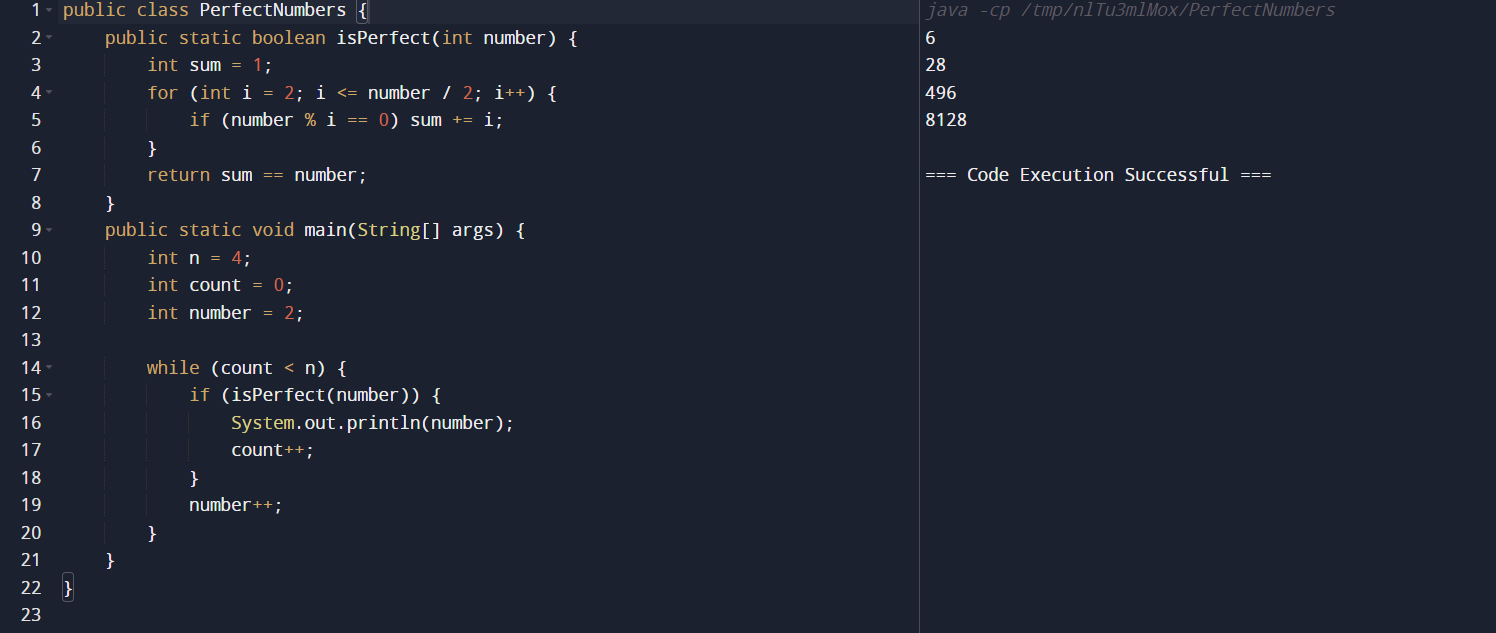 1 public class PerfectNumbers {
2     public static boolean isPerfect(int number) {
3         int sum = 1;
4         for (int i = 2; i <= number / 2; i++) {
5             if (number % i == 0) sum += i;
6         }
7         return sum == number;
8     }
9     public static void main(String[] args) {
10         int n = 4;
11         int count = 0;
12         int number = 2;
13
14         while (count < n) {
15             if (isPerfect(number)) {
16                 System.out.println(number);
17                 count++;
18             }
19             number++;
20         }
21     }
22 }
23
java -cp /tmp/nlTu3mlMox/PerfectNumbers
6
28
496
8128
=== Code Execution Successful ===